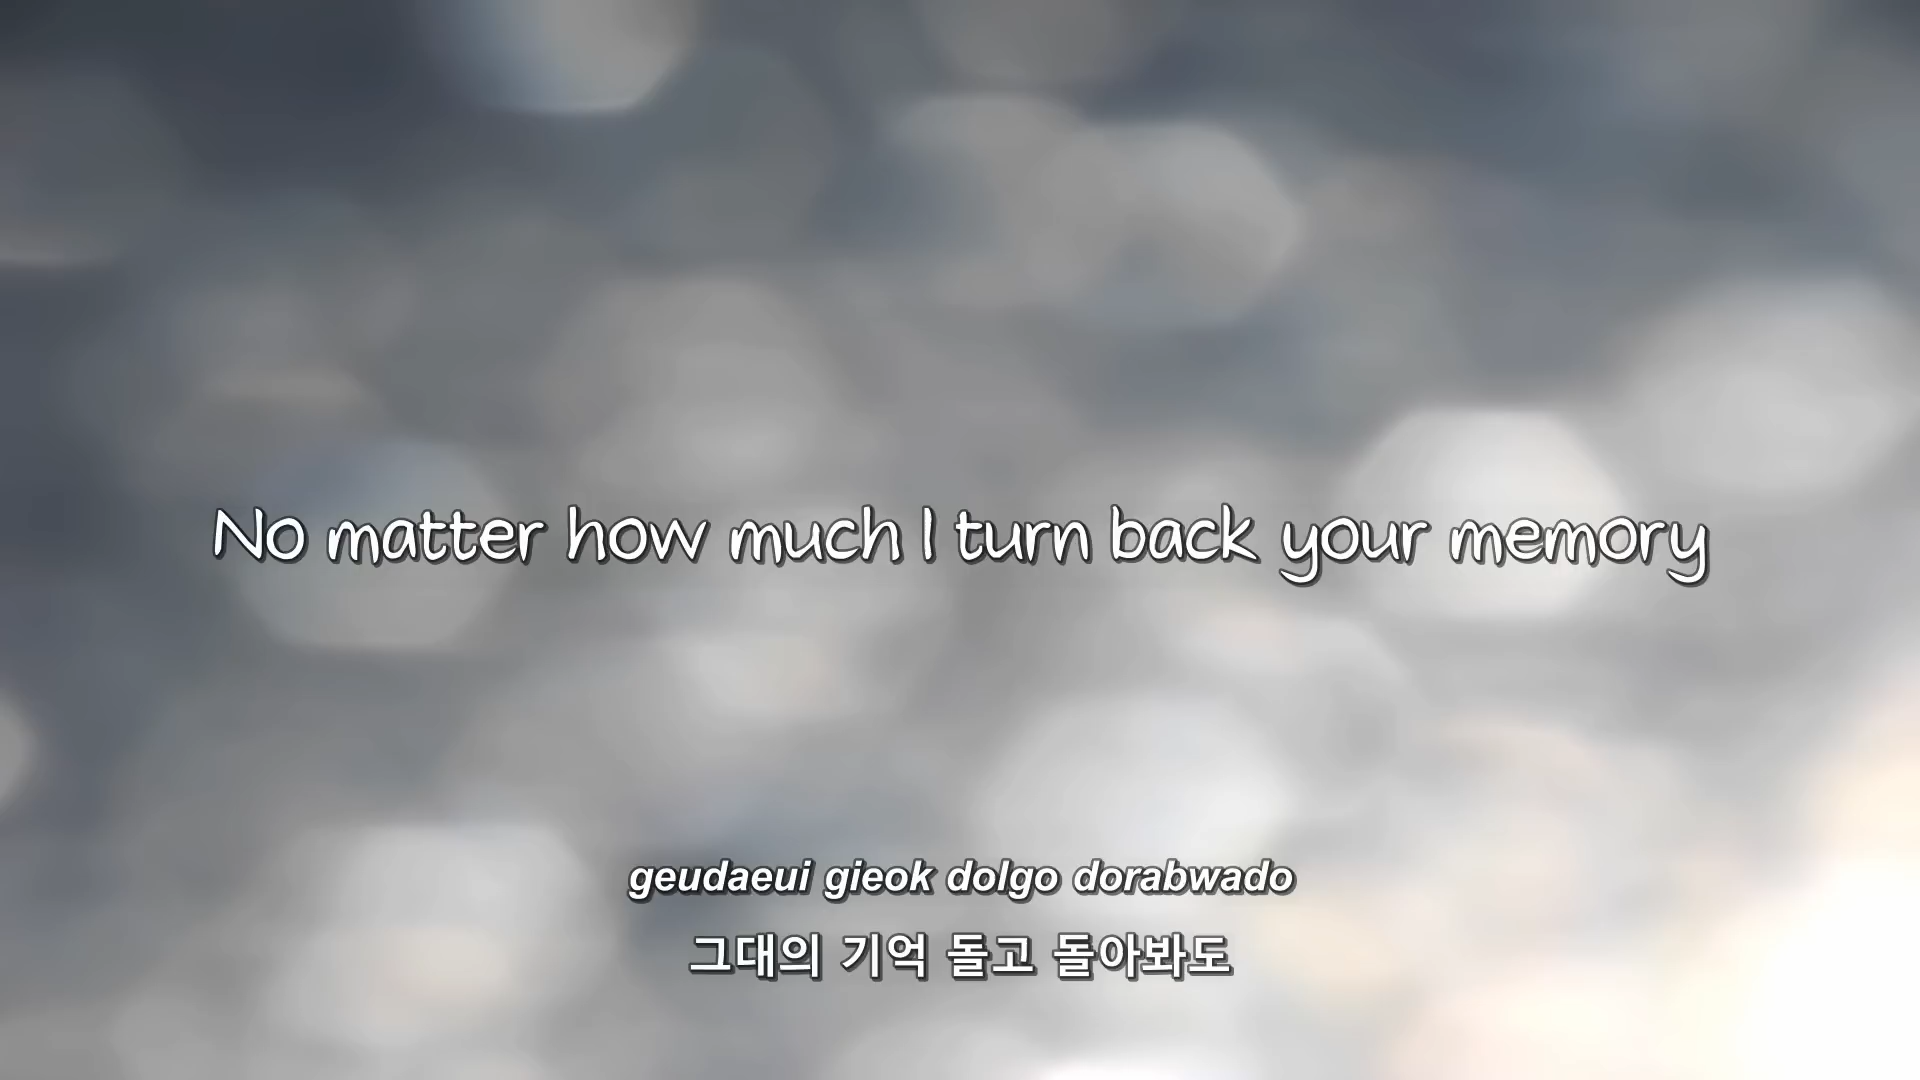 No matter how much I turn back your memory
geudaeui gieok dolgo dorabwado
그대의 기억 돌고 돌아봐도